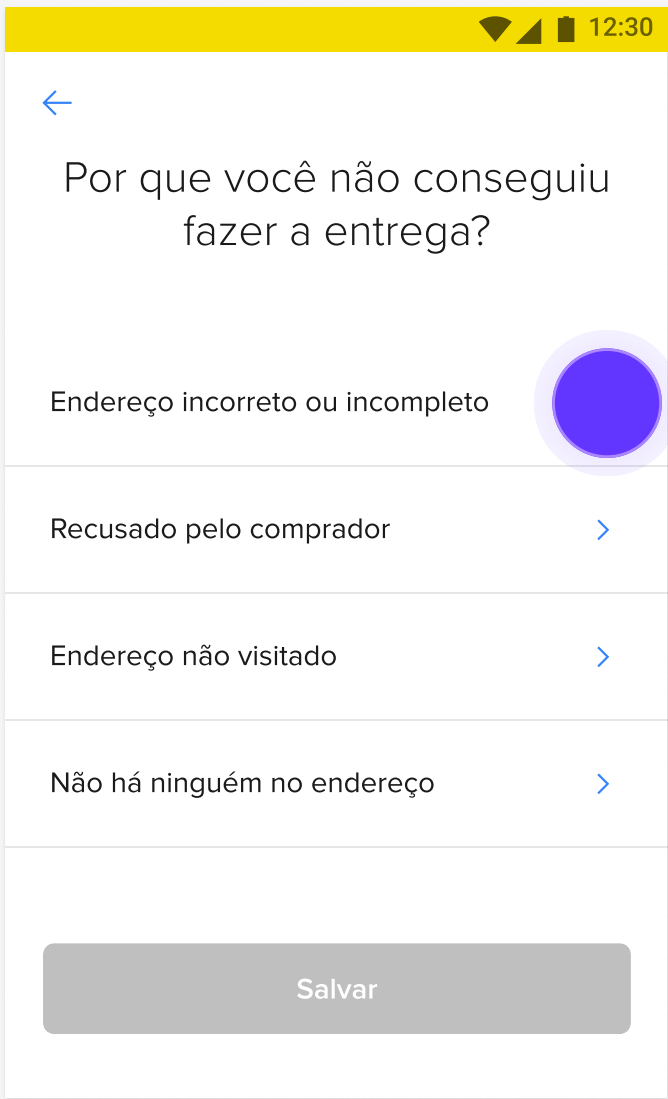 12:30
Por que você não conseguiu
fazer a entrega?
Endereço incorreto ou incompleto
Recusado pelo comprador
Endereço não visitado
Não há ninguém no endereço
Salvar